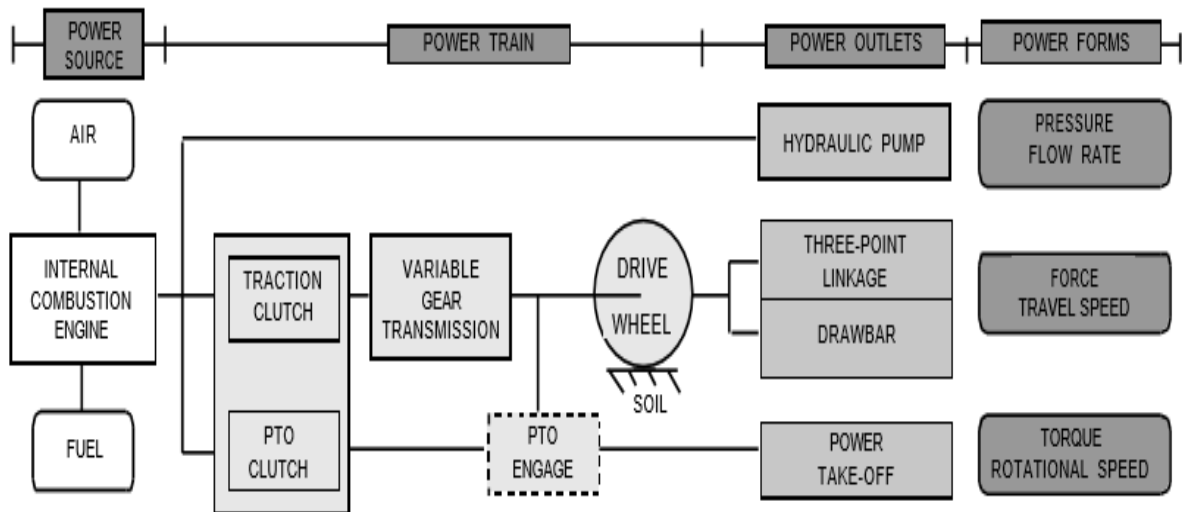 POWER
SOURCE
POWER TRAIN
POWER OUTLETS
POWER FORMS
AIR
HYDRAULIC PUMP
PRESSURE
FLOW RATE
INTERNAL
COMBUSTION
ENGINE
TRACTION
CLUTCH
VARIABLE
GEAR
TRANSMISSION
DRIVE
WHEEL
SOIL
THREE-POINT
LINKAGE
DRAWBAR
FORCE
TRAVEL SPEED
FUEL
PTO
CLUTCH
PTO
ENGAGE
POWER
TAKE-OFF
TORQUE
ROTATIONAL SPEED